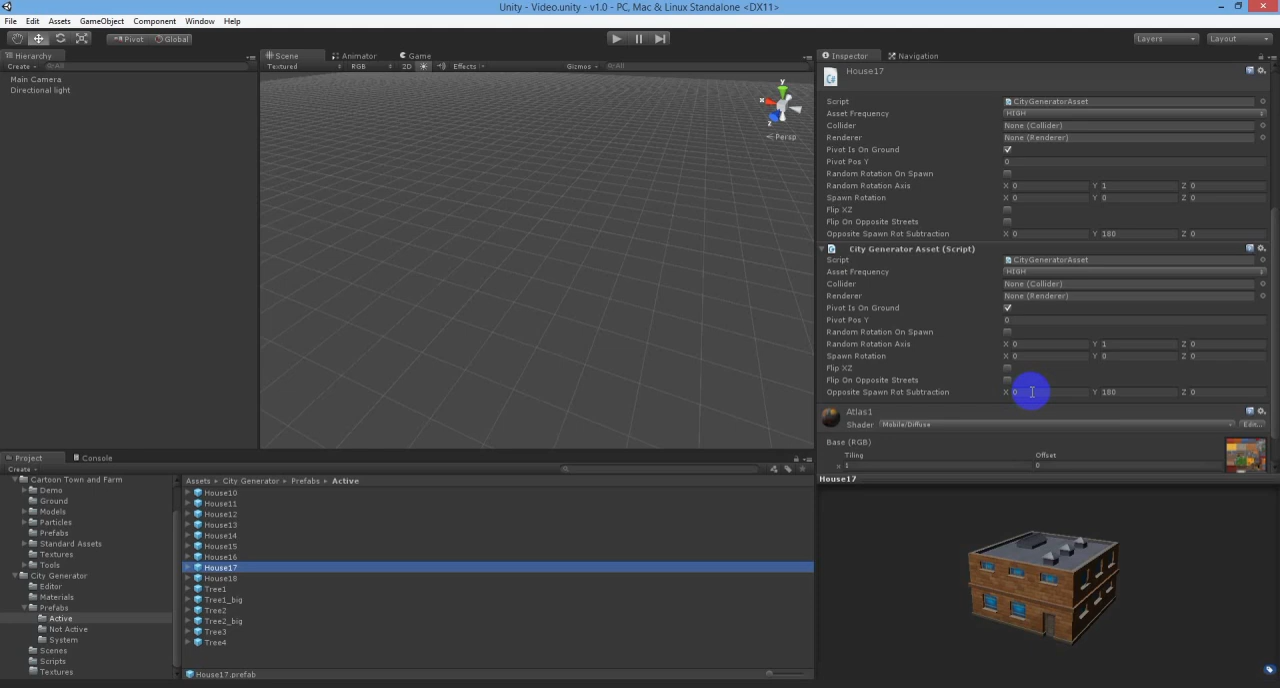 Unity - Video.unity - v1.0 - PC, Mac & Linux Standalone <DX11>
File Edit Assets GameObject Component Window Help
Pivot Global
Layers Layout
Hierarchy
Create All
Main Camera
Directional light
Scene Animator Game
Textured RGB 2D Effects Gizmos All
y
x
z
Persp
Inspector Navigation
House17
Script CityGeneratorAsset
Asset Frequency HIGH
Collider None (Collider)
Renderer None (Renderer)
Pivot Is On Ground
Pivot Pos Y 0
Random Rotation On Spawn
Random Rotation Axis X 0 Y 1 Z 0
Spawn Rotation X 0 Y 0 Z 0
Flip XZ
Flip On Opposite Streets
Opposite Spawn Rot Subtraction X 0 Y 180 Z 0
City Generator Asset (Script)
Script CityGeneratorAsset
Asset Frequency HIGH
Collider None (Collider)
Renderer None (Renderer)
Pivot Is On Ground
Pivot Pos Y 0
Random Rotation On Spawn
Random Rotation Axis X 0 Y 1 Z 0
Spawn Rotation X 0 Y 0 Z 0
Flip XZ
Flip On Opposite Streets
Opposite Spawn Rot Subtraction X 0 Y 180 Z 0
Atlas1
Shader Mobile/Diffuse Edit...
Base (RGB)
Tiling Offset
x 1 0
House17
Project Console
Create
Cartoon Town and Farm
Demo
Ground
Models
Particles
Prefabs
Standard Assets
Textures
Tools
City Generator
Editor
Materials
Prefabs
Active
Not Active
System
Scenes
Scripts
Textures
Assets City Generator Prefabs Active
House10
House11
House12
House13
House14
House15
House16
House17
House18
Tree1
Tree1_big
Tree2
Tree2_big
Tree3
Tree4
House17.prefab